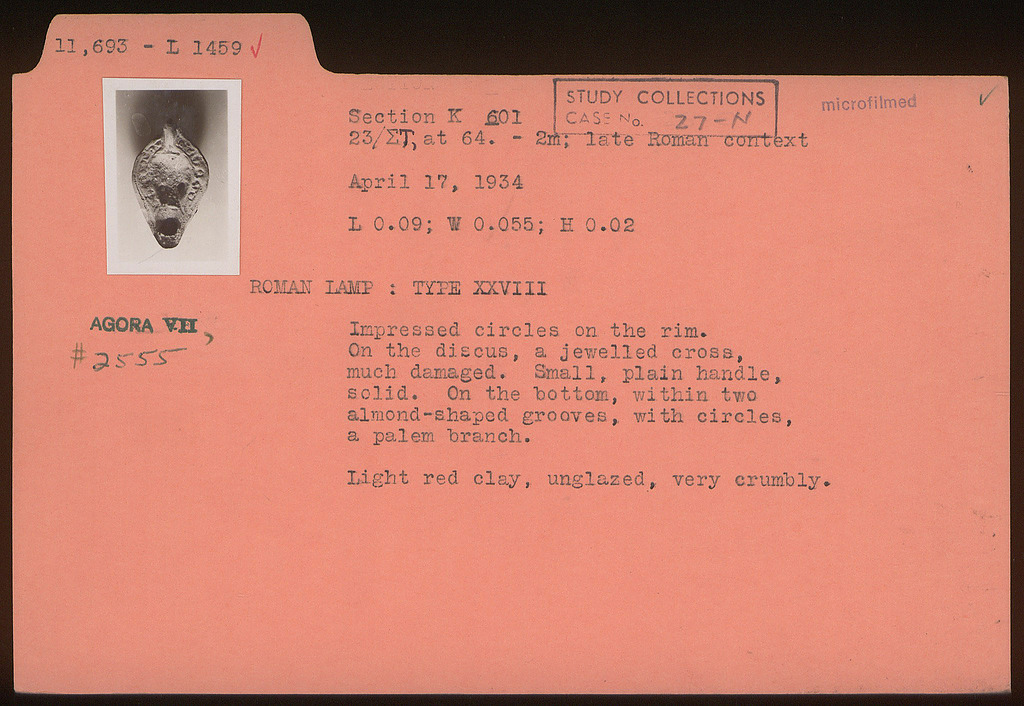 11,693 - L 1459 ✓
STUDY COLLECTIONS
CASE No. 27-N
microfilmed ✓
Section K 601
23/ΣΤ, at 64. - 2m; late Roman context
April 17, 1934
L 0.09; W 0.055; H 0.02
ROMAN LAMP : TYPE XXVIII
AGORA VII,
#2555
Impressed circles on the rim.
On the discus, a jewelled cross,
much damaged. Small, plain handle,
solid. On the bottom, within two
almond-shaped grooves, with circles,
a palem branch.
Light red clay, unglazed, very crumbly.